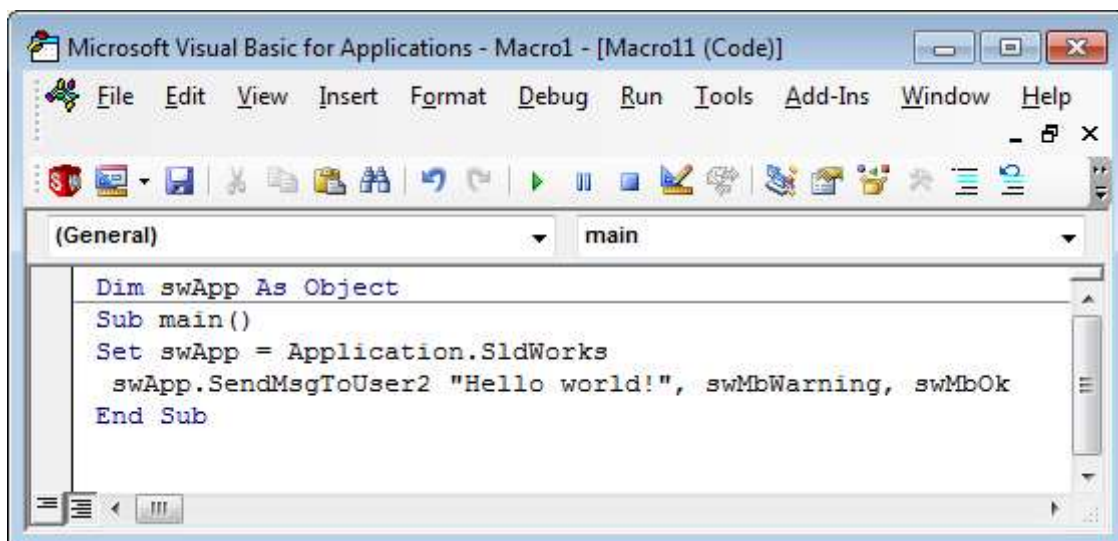 Microsoft Visual Basic for Applications - Macro1 - [Macro11 (Code)]
File Edit View Insert Format Debug Run Tools Add-Ins Window Help
(General) main
Dim swApp As Object
Sub main()
Set swApp = Application.SldWorks
swApp.SendMsgToUser2 "Hello world!", swMbWarning, swMbOk
End Sub